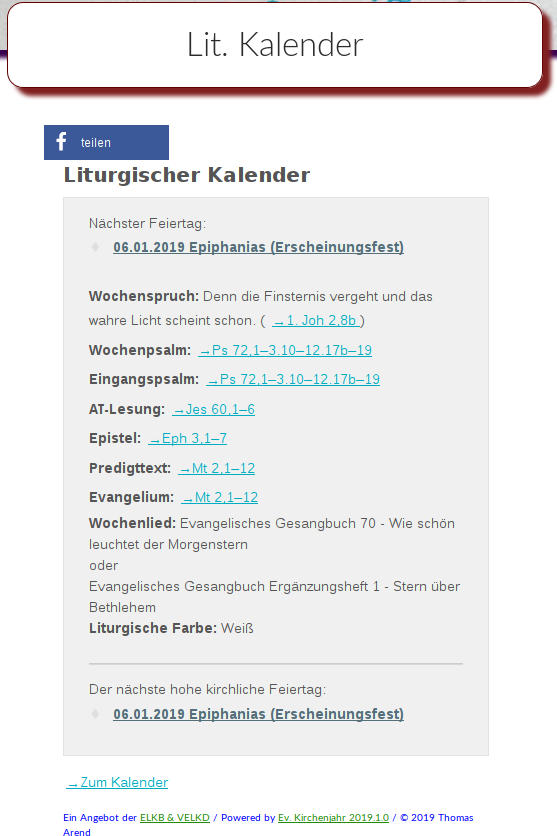 Lit. Kalender
teilen
Liturgischer Kalender
Nächster Feiertag:
06.01.2019 Epiphanias (Erscheinungsfest)
Wochenspruch: Denn die Finsternis vergeht und das
wahre Licht scheint schon. ( →1. Joh 2,8b )
Wochenpsalm: →Ps 72,1–3.10–12.17b–19
Eingangspsalm: →Ps 72,1–3.10–12.17b–19
AT-Lesung: →Jes 60,1–6
Epistel: →Eph 3,1–7
Predigttext: →Mt 2,1–12
Evangelium: →Mt 2,1–12
Wochenlied: Evangelisches Gesangbuch 70 - Wie schön
leuchtet der Morgenstern
oder
Evangelisches Gesangbuch Ergänzungsheft 1 - Stern über
Bethlehem
Liturgische Farbe: Weiß
Der nächste hohe kirchliche Feiertag:
06.01.2019 Epiphanias (Erscheinungsfest)
→Zum Kalender
Ein Angebot der ELKB & VELKD / Powered by Ev. Kirchenjahr 2019.1.0 / © 2019 Thomas
Arend